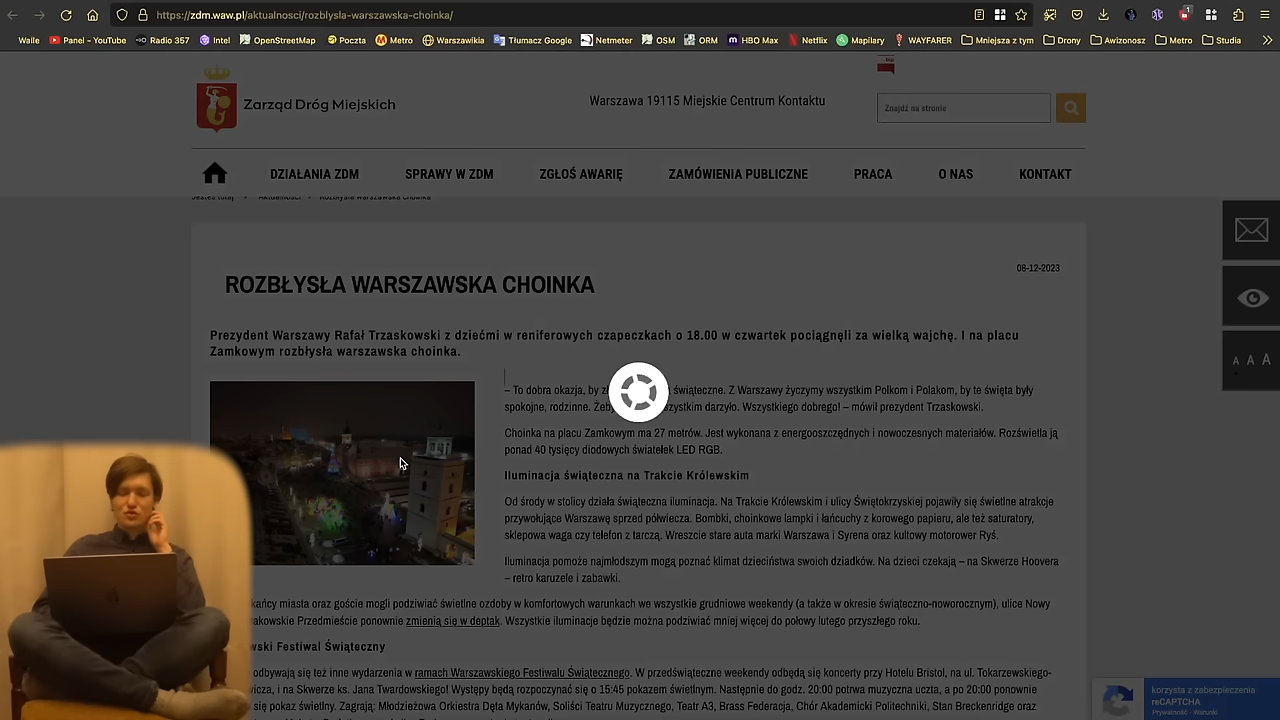 https://zdm.waw.pl/aktualnosci/rozblysla-warszawska-choinka/
Walle Panel – YouTube Radio 357 Intel OpenStreetMap Poczta Metro Warszawikia Tłumacz Google Netmeter OSM ORM HBO Max Netflix Mapilary WAYFARER Mniejsza z tym Drony Awizonosz Metro Studia
Zarząd Dróg Miejskich
Warszawa 19115 Miejskie Centrum Kontaktu
Znajdź na stronie
DZIAŁANIA ZDM SPRAWY W ZDM ZGŁOŚ AWARIĘ ZAMÓWIENIA PUBLICZNE PRACA O NAS KONTAKT
Jesteś tutaj Aktualności Rozbłysła warszawska choinka
08-12-2023
ROZBŁYSŁA WARSZAWSKA CHOINKA
Prezydent Warszawy Rafał Trzaskowski z dziećmi w reniferowych czapeczkach o 18.00 w czwartek pociągnęli za wielką wajchę. I na placu
Zamkowym rozbłysła warszawska choinka.
– To dobra okazja, by świąteczne. Z Warszawy życzymy wszystkim Polkom i Polakom, by te święta były
spokojne, rodzinne. darzyło. Wszystkiego dobrego! – mówił prezydent Trzaskowski.
Choinka na placu Zamkowym ma 27 metrów. Jest wykonana z energooszczędnych i nowoczesnych materiałów. Rozświetla ją
ponad 40 tysięcy diodowych światełek LED RGB.
Iluminacja świąteczna na Trakcie Królewskim
Od środy w stolicy działa świąteczna iluminacja. Na Trakcie Królewskim i ulicy Świętokrzyskiej pojawiły się świetlne atrakcje
przywołujące Warszawę sprzed półwiecza. Bombki, choinkowe lampki i łańcuchy z korowego papieru, ale też saturatory,
sklepowa waga czy telefon z tarczą. Wreszcie stare auta marki Warszawa i Syrena oraz kultowy motorower Ryś.
Iluminacja pomoże najmłodszym mogą poznać klimat dzieciństwa swoich dziadków. Na dzieci czekają – na Skwerze Hoovera
– retro karuzele i zabawki.
miasta oraz goście mogli podziwiać świetlne ozdoby w komfortowych warunkach we wszystkie grudniowe weekendy (a także w okresie świąteczno-noworocznym), ulice Nowy
Przedmieście ponownie zmienią się w deptak. Wszystkie iluminacje będzie można podziwiać mniej więcej do połowy lutego przyszłego roku.
Festiwal Świąteczny
odbywają się też inne wydarzenia w ramach Warszawskiego Festiwalu Świątecznego. W przedświąteczne weekendy odbędą się koncerty przy Hotelu Bristol, na ul. Tokarzewskiego-
i na Skwerze ks. Jana Twardowskiego! Występy będą rozpoczynać się o 15:45 pokazem świetlnym. Następnie do godz. 20:00 potrwa muzyczna uczta, a po 20:00 ponownie
się pokaz świetlny. Zagrają: Młodzieżowa Orkiestra Soliści Teatru Teatr A3, Brass Federacja, Chór Akademicki Politechniki, Stan Breckenridge oraz
A A A
korzysta z zabezpieczenia
reCAPTCHA
Prywatność - Warunki